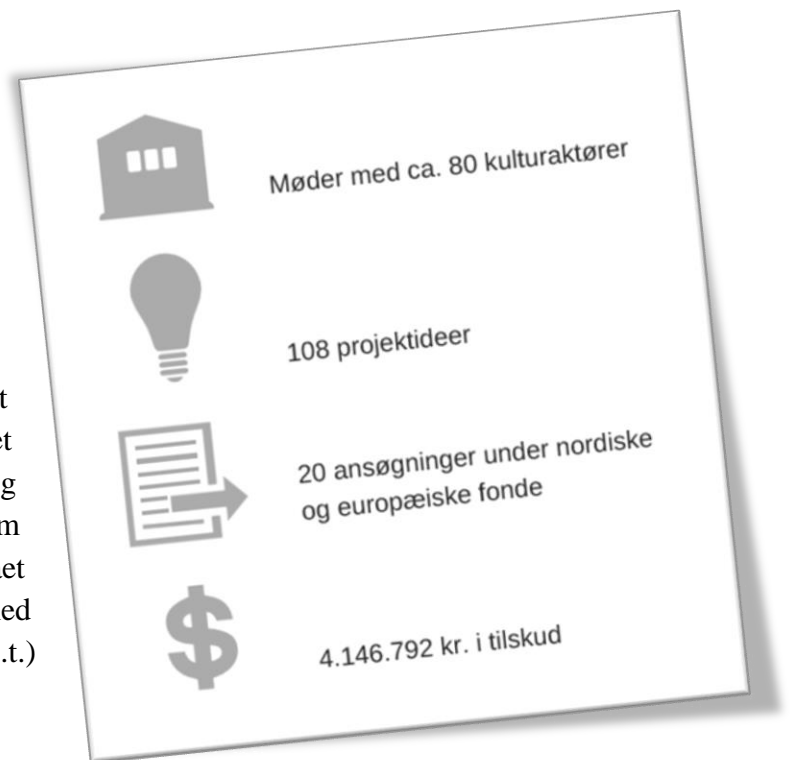 Møder med ca. 80 kulturaktører
108 projektideer
20 ansøgninger under nordiske
og europæiske fonde
4.146.792 kr. i tilskud
.t.)